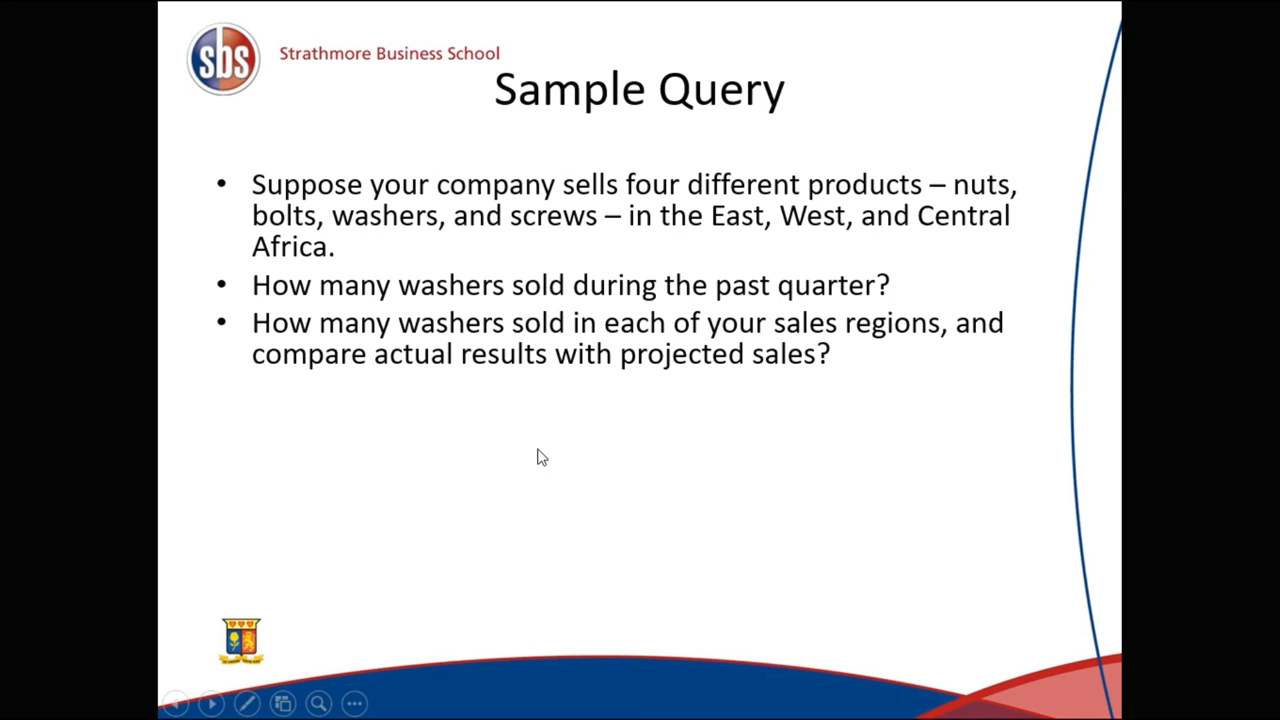 sbs
Strathmore Business School
Sample Query
• Suppose your company sells four different products – nuts,
bolts, washers, and screws – in the East, West, and Central
Africa.
• How many washers sold during the past quarter?
• How many washers sold in each of your sales regions, and
compare actual results with projected sales?